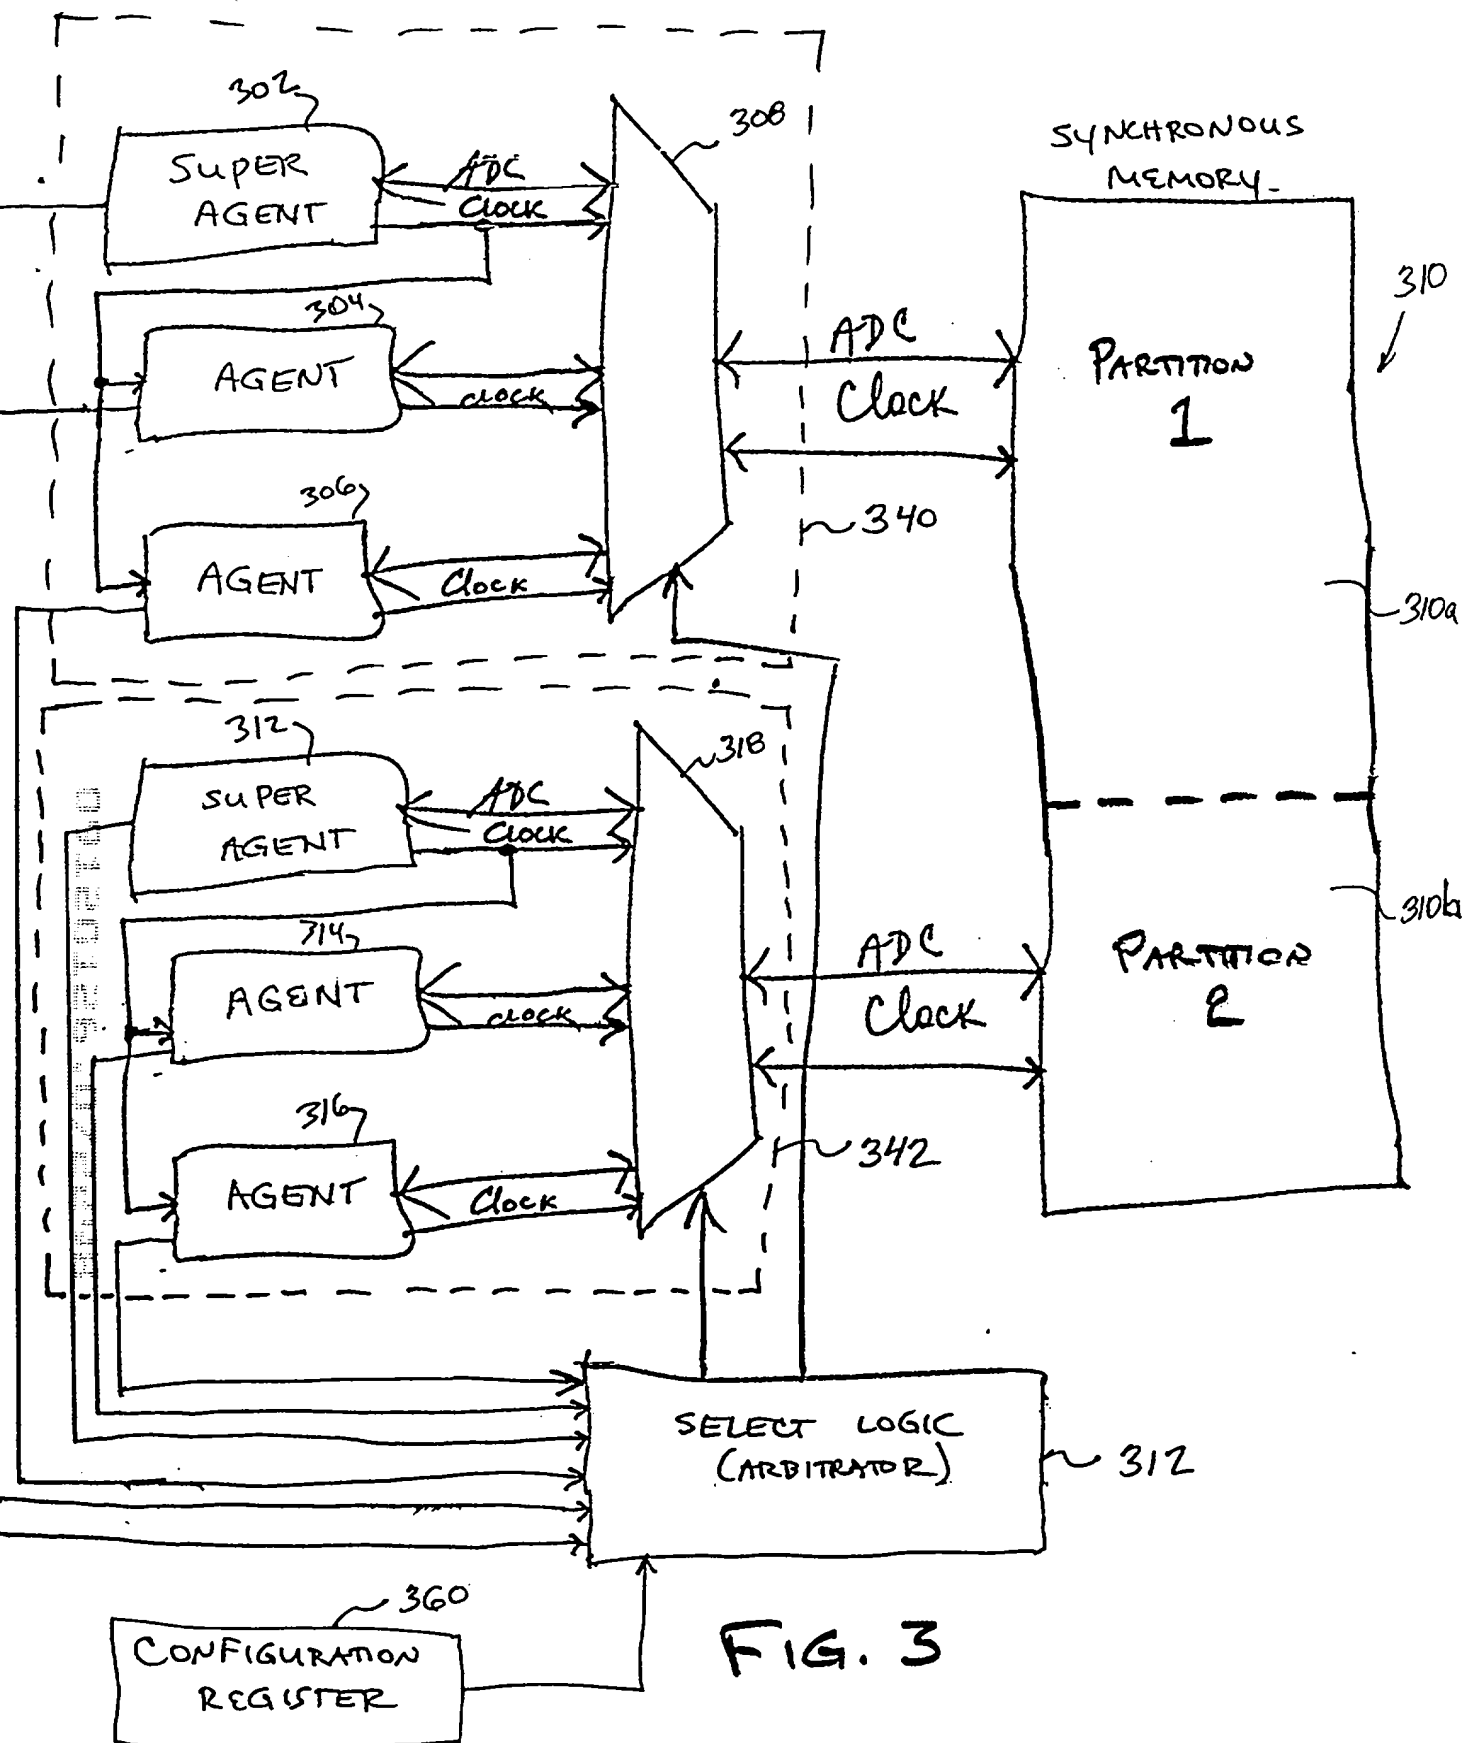 302
SUPER
AGENT
ADC
Clock
308
304
AGENT
CLOCK
306
AGENT
Clock
340
ADC
Clock
SYNCHRONOUS
MEMORY
310
PARTITION
1
310a
312
SUPER
AGENT
ADC
Clock
318
314
AGENT
CLOCK
316
AGENT
Clock
342
ADC
Clock
PARTITION
2
310b
SELECT LOGIC
(ARBITRATOR)
312
360
CONFIGURATION
REGISTER
FIG. 3